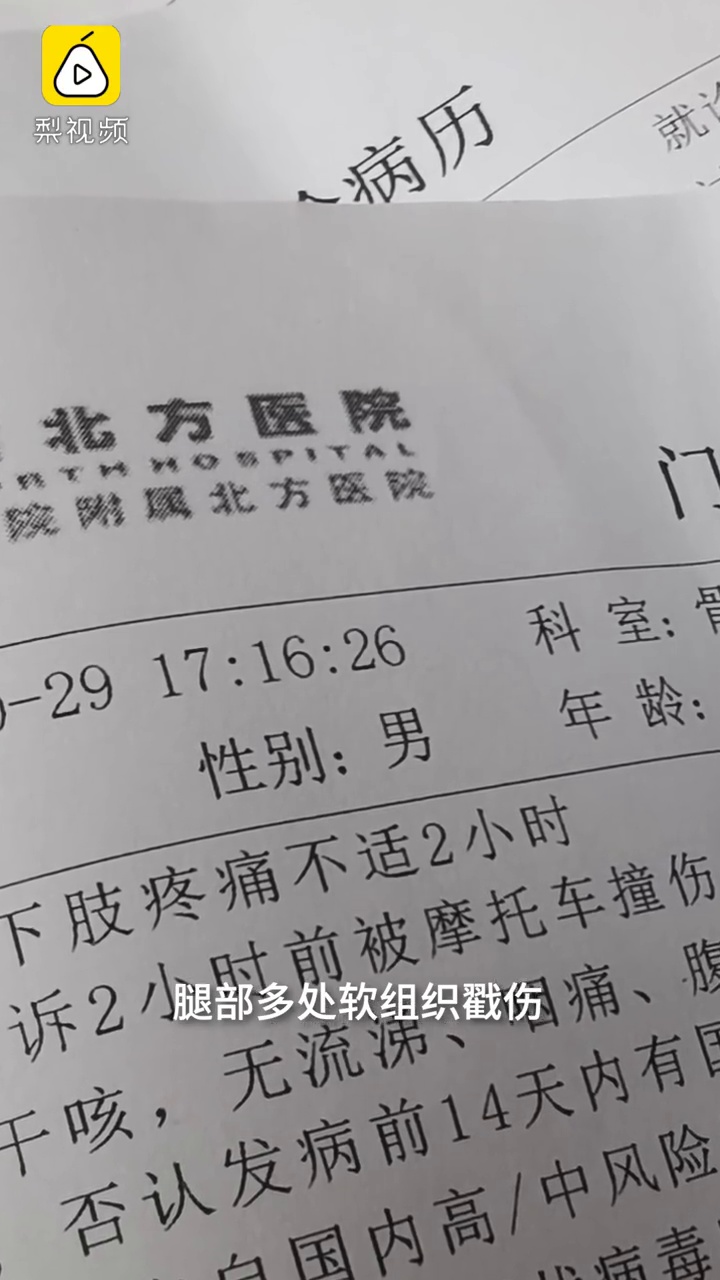 梨视频
病历
就诊
北方医院
RTH HOSPITAL
院附属北方医院
门
-29 17:16:26
科 室:骨
性别: 男
年 龄:
下肢疼痛不适2小时
诉2小时前被摩托车撞伤
腿部多处软组织戳伤
干咳,无流涕、咽痛、腹
否认发病前14天内有国
自国内高/中风险
病毒